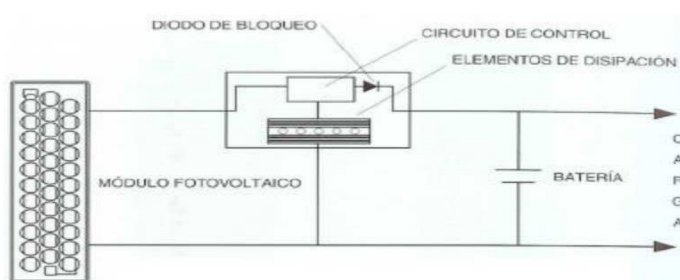 DIODO DE BLOQUEO
CIRCUITO DE CONTROL
ELEMENTOS DE DISIPACIÓN
MÓDULO FOTOVOLTAICO
BATERÍA
C
A
R
G
A